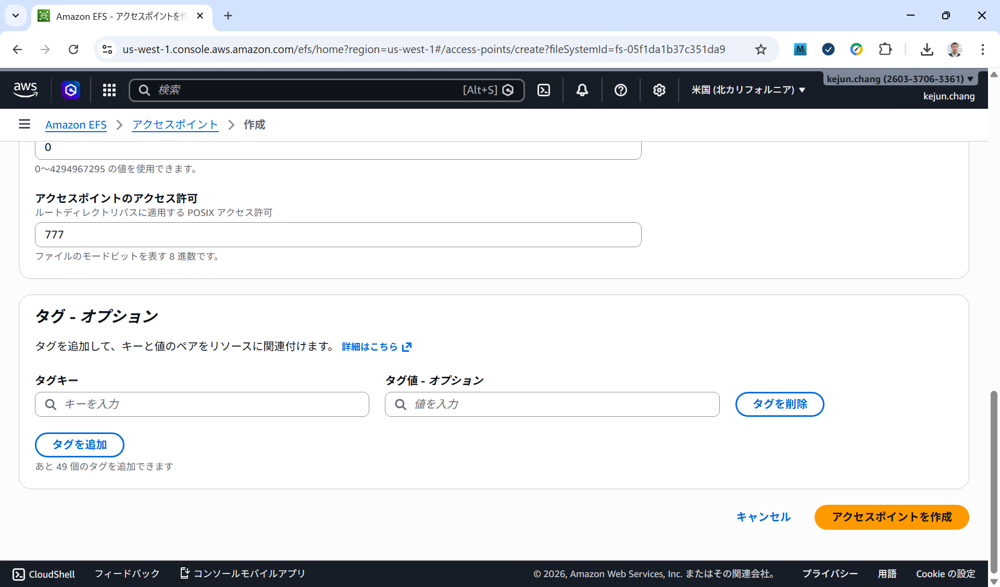 Amazon EFS - アクセスポイントを作
us-west-1.console.aws.amazon.com/efs/home?region=us-west-1#/access-points/create?fileSystemId=fs-05f1da1b37c351da9
M
aws
検索
[Alt+S]
米国 (北カリフォルニア) ▼
kejun.chang (2603-3706-3361) ▼
kejun.chang
Amazon EFS > アクセスポイント > 作成
0
0～4294967295 の値を使用できます。
アクセスポイントのアクセス許可
ルートディレクトリパスに適用する POSIX アクセス許可
777
ファイルのモードビットを表す 8 進数です。
タグ - オプション
タグを追加して、キーと値のペアをリソースに関連付けます。 詳細はこちら
タグキー
タグ値 - オプション
キーを入力
値を入力
タグを削除
タグを追加
あと 49 個のタグを追加できます
キャンセル
アクセスポイントを作成
CloudShell フィードバック コンソールモバイルアプリ © 2026, Amazon Web Services, Inc. またはその関連会社。 プライバシー 用語 Cookie の設定